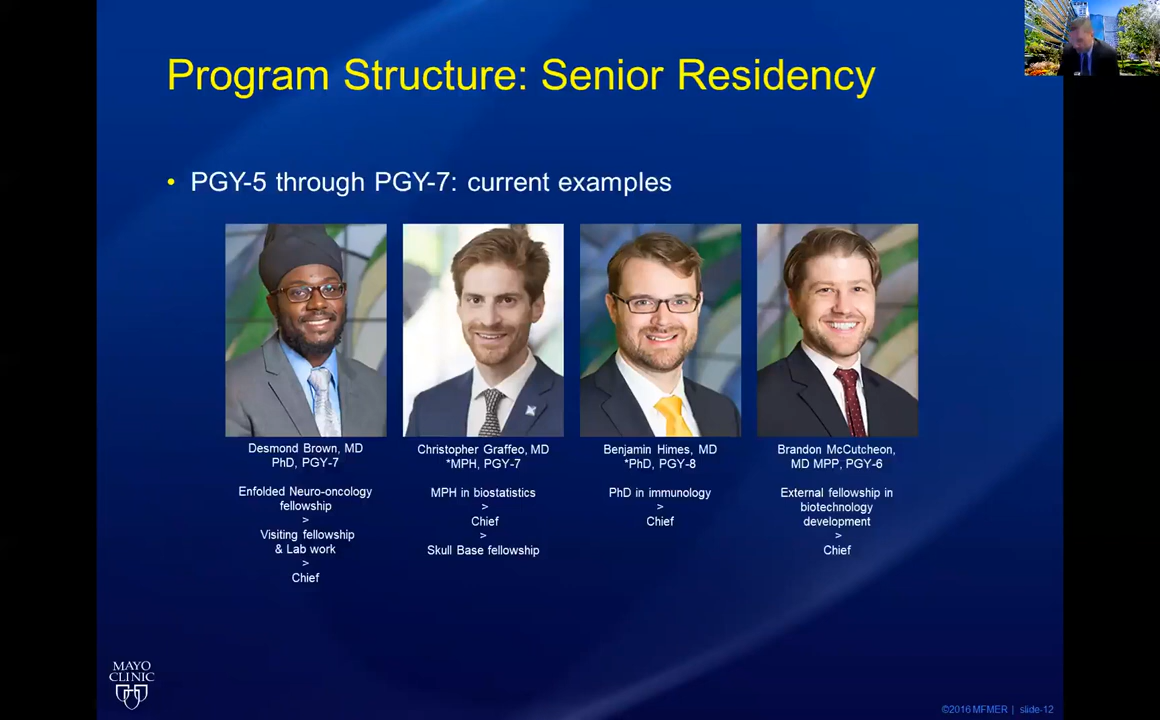 Program Structure: Senior Residency
• PGY-5 through PGY-7: current examples
Desmond Brown, MD
PhD, PGY-7
Enfolded Neuro-oncology
fellowship
>
Visiting fellowship
& Lab work
>
Chief
Christopher Graffeo, MD
*MPH, PGY-7
MPH in biostatistics
>
Chief
>
Skull Base fellowship
Benjamin Himes, MD
*PhD, PGY-8
PhD in immunology
>
Chief
Brandon McCutcheon,
MD MPP, PGY-6
External fellowship in
biotechnology
development
>
Chief
MAYO
CLINIC
©2016 MFMER | slide-12